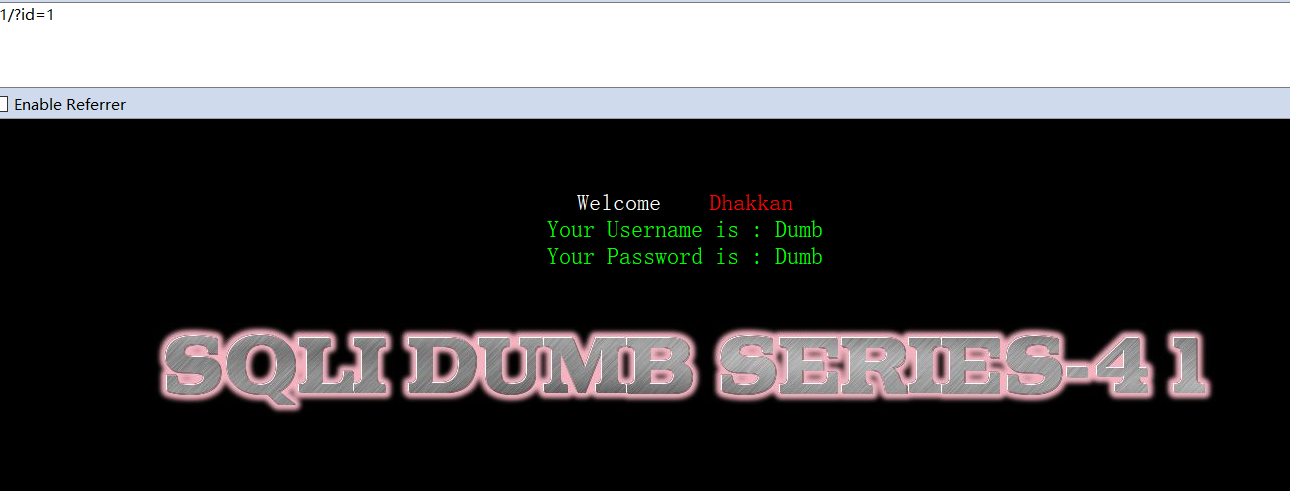 1/?id=1
Enable Referrer
Welcome Dhakkan
Your Username is : Dumb
Your Password is : Dumb
SQLI DUMB SERIES-41